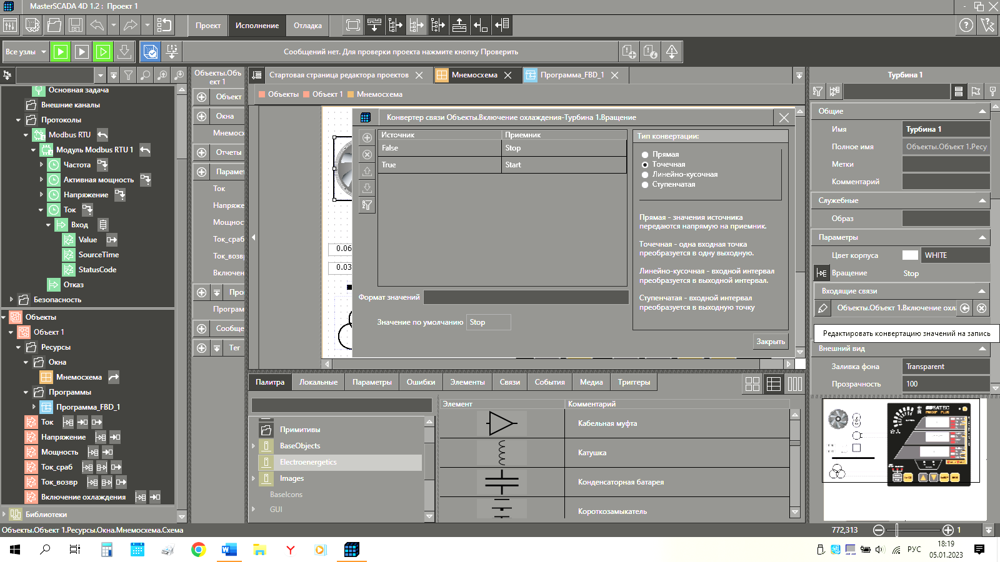 MasterSCADA 4D 1.2 : Проект 1
Проект
Исполнение
Отладка
Все узлы
Сообщений нет. Для проверки проекта нажмите кнопку Проверить
Основная задача
Внешние каналы
Протоколы
Modbus RTU
Модуль Modbus RTU 1
Частота
Активная мощность
Напряжение
Ток
Вход
Value
SourceTime
StatusCode
Отказ
Безопасность
Объекты
Объект 1
Ресурсы
Окна
Мнемосхема
Программы
Программа_FBD_1
Ток
Напряжение
Мощность
Ток_сраб
Ток_возвр
Включение охлаждения
Библиотеки
Объекты.Объект 1.Ресурсы.Окна.Мнемосхема.Схема
Объекты.Объ
ект 1
Объект
Окна
Мнемосх
Отчеты
Парамет
Ток
Напряже
Мощнос
Ток_сраб
Ток_возвр
Включен
Про
Програм
Сообще
Тег
Стартовая страница редактора проектов
Мнемосхема
Программа_FBD_1
Объекты
Объект 1
Мнемосхема
0.06
0.03
Конвертер связи Объекты.Включение охлаждения-Турбина 1.Вращение
Источник
Приемник
False
Stop
True
Start
Формат значений
Значение по умолчанию
Stop
Тип конвертации:
Прямая
Точечная
Линейно-кусочная
Ступенчатая
Прямая - значения источника
передаются напрямую на приемник.
Точечная - одна входная точка
преобразуется в одну выходную.
Линейно-кусочная - входной интервал
преобразуется в выходной интервал.
Ступенчатая - входной интервал
преобразуется в выходную точку
Закрыть
Палитра
Локальные
Параметры
Ошибки
Элементы
Связи
События
Медиа
Триггеры
Примитивы
BaseObjects
Electroenergetics
Images
BaseIcons
GUI
Элемент
Комментарий
Кабельная муфта
Катушка
Конденсаторная батарея
Короткозамыкатель
Турбина 1
Общие
Имя
Турбина 1
Полное имя
Объекты.Объект 1.Ресу
Метки
Комментарий
Служебные
Образ
Параметры
Цвет корпуса
WHITE
Вращение
Stop
Входящие связи
Объекты.Объект 1.Включение охл
Редактировать конвертацию значений на запись
Внешний вид
Заливка фона
Transparent
Прозрачность
100
SATEC
772,313
1
РУС
18:19
05.01.2023